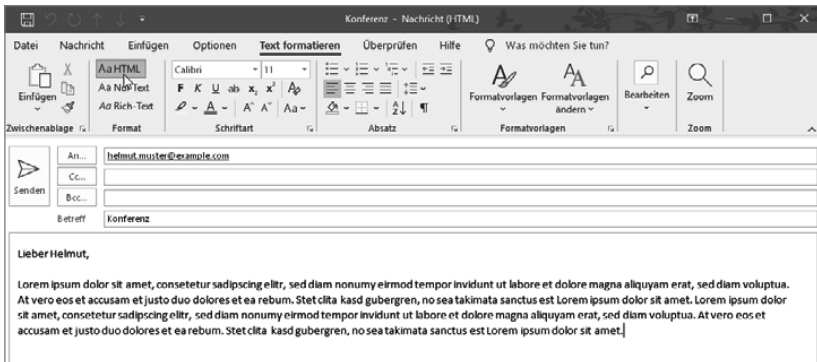 Konferenz - Nachricht (HTML)
Datei Nachricht Einfügen Optionen Text formatieren Überprüfen Hilfe Was möchten Sie tun?
Einfügen
Aa HTML
Aa Nur Text
Aa Rich-Text
Calibri 11
F K U ab x₂ x² A
A A^ A˅ Aa
Formatvorlagen Formatvorlagen ändern
Bearbeiten
Zoom
Zwischenablage Format Schriftart Absatz Formatvorlagen Zoom
Senden
An... helmut.muster@example.com
Cc...
Bcc...
Betreff Konferenz
Lieber Helmut,
Lorem ipsum dolor sit amet, consetetur sadipscing elitr, sed diam nonumy eirmod tempor invidunt ut labore et dolore magna aliquyam erat, sed diam voluptua.
At vero eos et accusam et justo duo dolores et ea rebum. Stet clita kasd gubergren, no sea takimata sanctus est Lorem ipsum dolor sit amet. Lorem ipsum dolor
sit amet, consetetur sadipscing elitr, sed diam nonumy eirmod tempor invidunt ut labore et dolore magna aliquyam erat, sed diam voluptua. At vero eos et
accusam et justo duo dolores et ea rebum. Stet clita kasd gubergren, no sea takimata sanctus est Lorem ipsum dolor sit amet.